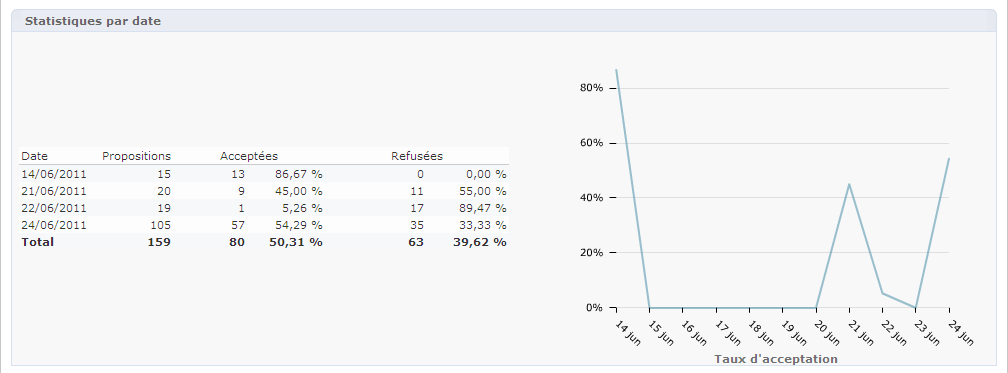 Statistiques par date
Date Propositions Acceptées Refusées
14/06/2011 15 13 86,67 % 0 0,00 %
21/06/2011 20 9 45,00 % 11 55,00 %
22/06/2011 19 1 5,26 % 17 89,47 %
24/06/2011 105 57 54,29 % 35 33,33 %
Total 159 80 50,31 % 63 39,62 %
80%
60%
40%
20%
0%
14 jun 15 jun 16 jun 17 jun 18 jun 19 jun 20 jun 21 jun 22 jun 23 jun 24 jun
Taux d'acceptation